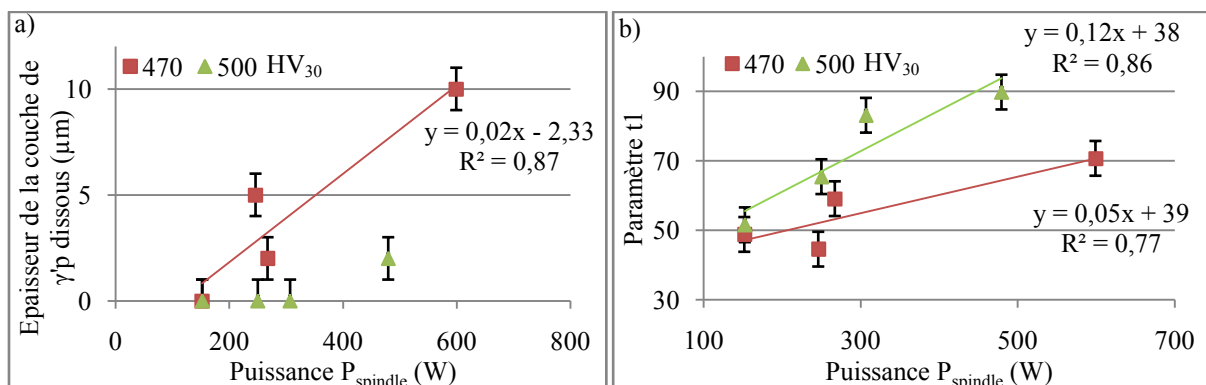 a)
470 500 HV30
Epaisseur de la couche de
γ'p dissous (µm)
10
5
0
y = 0,02x - 2,33
R² = 0,87
0 200 400 600 800
Puissance Pspindle (W)
b)
470 500 HV30
y = 0,12x + 38
R² = 0,86
Paramètre t1
90
70
50
30
y = 0,05x + 39
R² = 0,77
100 300 500 700
Puissance Pspindle (W)